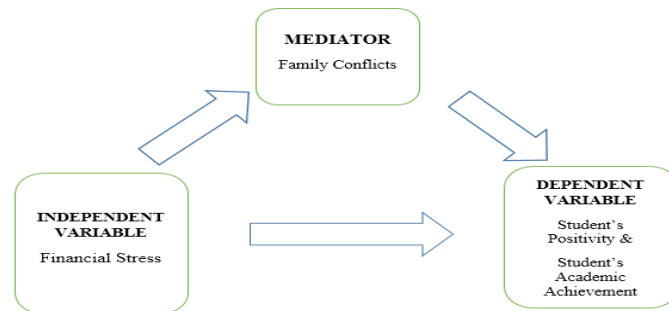 MEDIATOR
Family Conflicts
INDEPENDENT
VARIABLE
Financial Stress
DEPENDENT
VARIABLE
Student's
Positivity &
Student's
Academic
Achievement